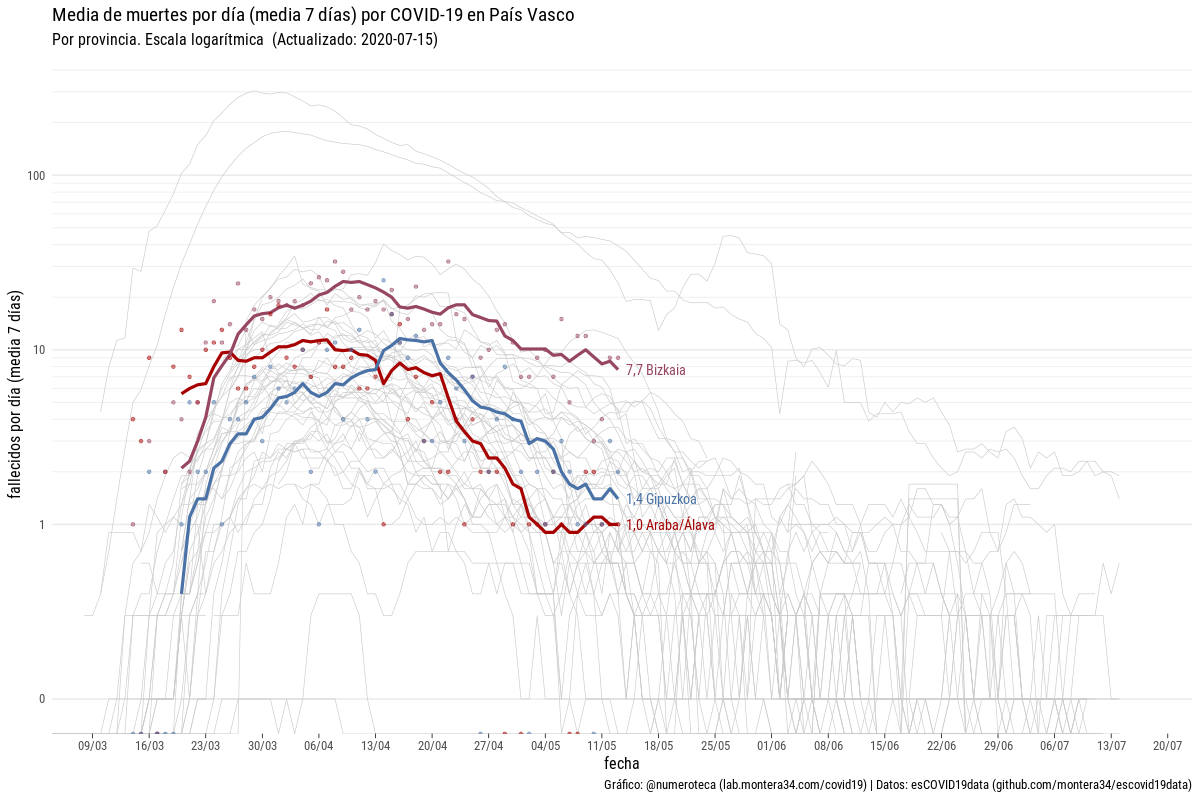 Media de muertes por día (media 7 días) por COVID-19 en País Vasco
Por provincia. Escala logarítmica (Actualizado: 2020-07-15)
fallecidos por día (media 7 días)
100
10
1
0
7,7 Bizkaia
1,4 Gipuzkoa
1,0 Araba/Álava
09/03 16/03 23/03 30/03 06/04 13/04 20/04 27/04 04/05 11/05 18/05 25/05 01/06 08/06 15/06 22/06 29/06 06/07 13/07 20/07
fecha
Gráfico: @numeroteca (lab.montera34.com/covid19) | Datos: esCOVID19data (github.com/montera34/escovid19data)